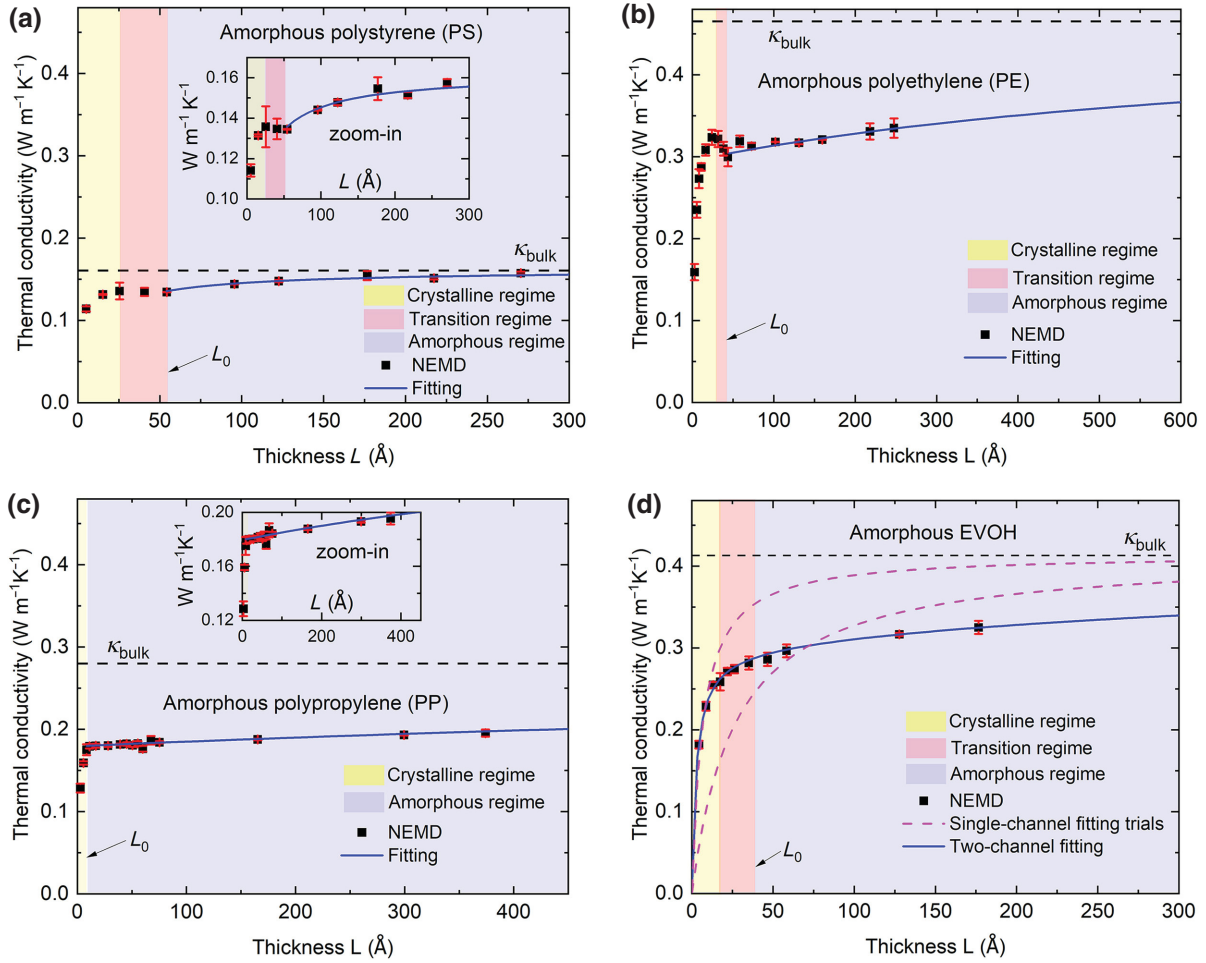 (a)
Thermal conductivity (W m⁻¹ K⁻¹)
0.4
0.3
0.2
0.1
0.0
Amorphous polystyrene (PS)
W m⁻¹ K⁻¹
0.16
0.14
0.12
0.10
zoom-in
L (Å)
0 100 200 300
κbulk
Crystalline regime
Transition regime
Amorphous regime
NEMD
Fitting
L₀
0 50 100 150 200 250 300
Thickness L (Å)
(b)
Thermal conductivity (W m⁻¹ K⁻¹)
0.4
0.3
0.2
0.1
0.0
κbulk
Amorphous polyethylene (PE)
Crystalline regime
Transition regime
Amorphous regime
L₀
NEMD
Fitting
0 100 200 300 400 500 600
Thickness L (Å)
(c)
Thermal conductivity (W m⁻¹K⁻¹)
0.4
0.3
0.2
0.1
0.0
W m⁻¹K⁻¹
0.20
0.16
0.12
zoom-in
L (Å)
0 200 400
κbulk
Amorphous polypropylene (PP)
Crystalline regime
Amorphous regime
NEMD
Fitting
L₀
0 100 200 300 400
Thickness L (Å)
(d)
Thermal conductivity (W m⁻¹K⁻¹)
0.4
0.3
0.2
0.1
0.0
Amorphous EVOH
κbulk
Crystalline regime
Transition regime
Amorphous regime
NEMD
Single-channel fitting trials
Two-channel fitting
L₀
0 50 100 150 200 250 300
Thickness L (Å)